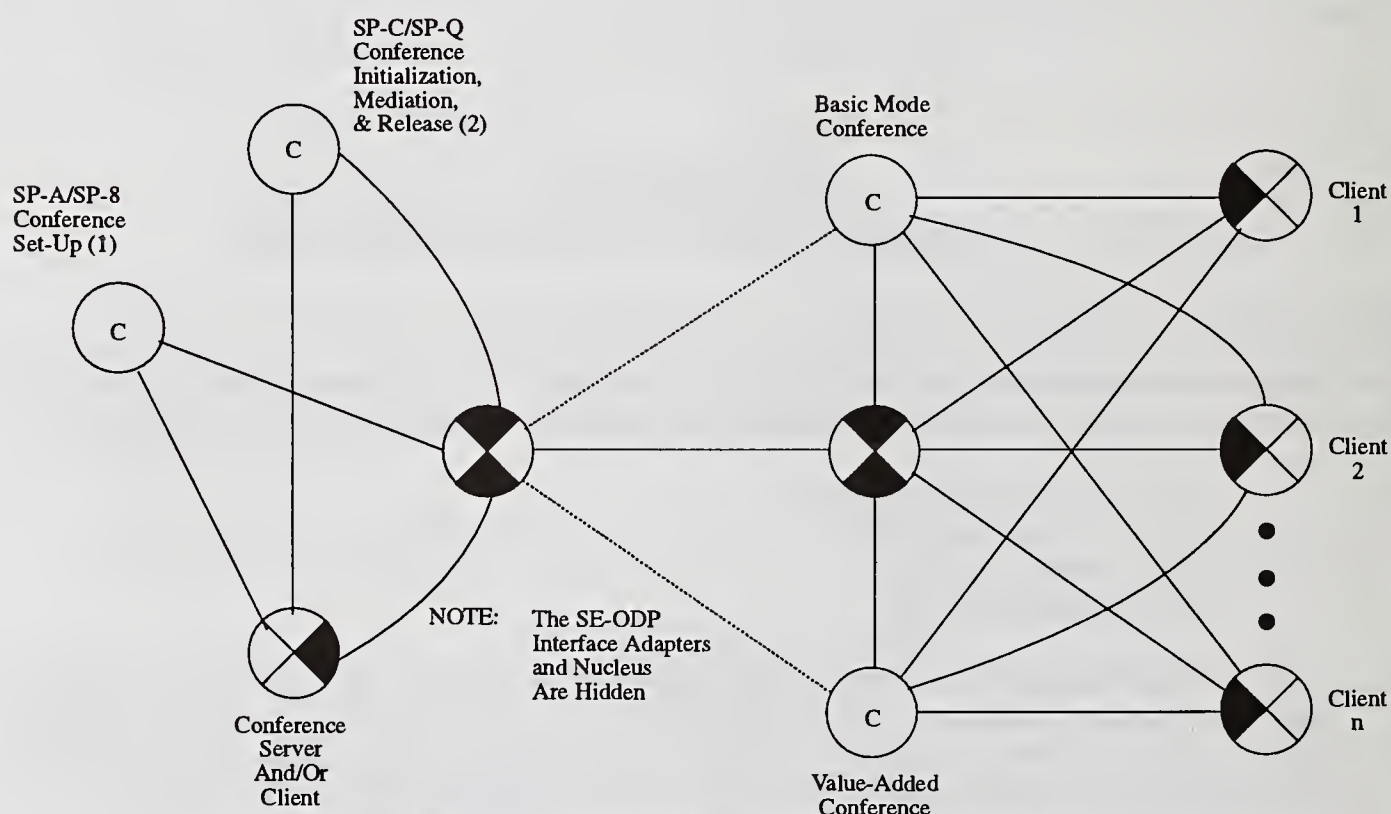 SP-C/SP-Q
Conference
Initialization,
Mediation,
& Release (2)
C
SP-A/SP-8
Conference
Set-Up (1)
C
Basic Mode
Conference
C
Client
1
Client
2
NOTE: The SE-ODP
Interface Adapters
and Nucleus
Are Hidden
Conference
Server
And/Or
Client
C
Value-Added
Conference
Client
n